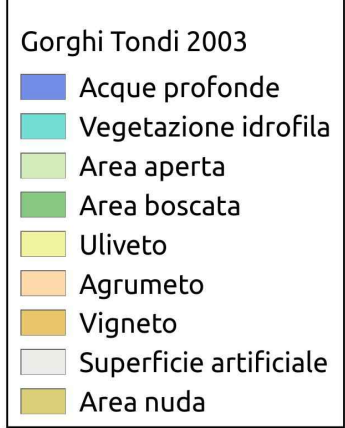 Gorghi Tondi 2003
Acque profonde
Vegetazione idrofila
Area aperta
Area boscata
Uliveto
Agrumeto
Vigneto
Superficie artificiale
Area nuda